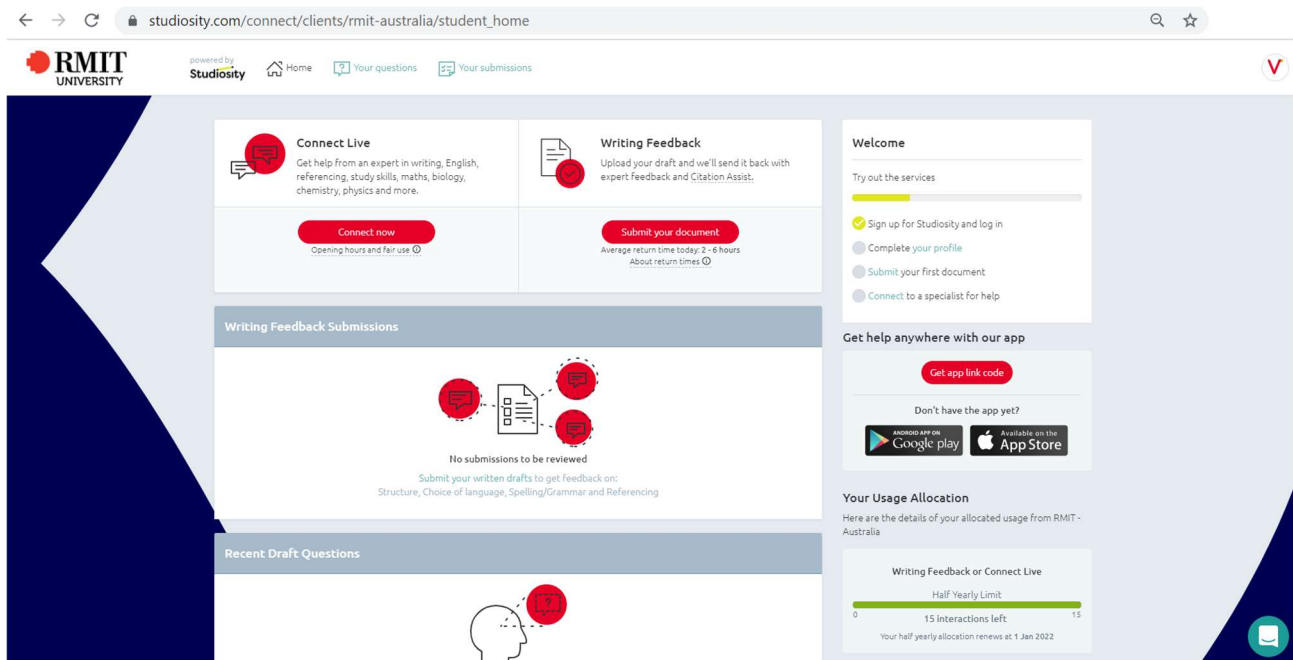 studiosity.com/connect/clients/rmit-australia/student_home
RMIT
UNIVERSITY
powered by
Studiosity
Home
Your questions
Your submissions
V
Connect Live
Get help from an expert in writing, English,
referencing, study skills, maths, biology,
chemistry, physics and more.
Connect now
Opening hours and fair use
Writing Feedback
Upload your draft and we'll send it back with
expert feedback and Citation Assist.
Submit your document
Average return time today: 2 - 6 hours
About return times
Writing Feedback Submissions
No submissions to be reviewed
Submit your written drafts to get feedback on:
Structure, Choice of language, Spelling/Grammar and Referencing
Recent Draft Questions
?
Welcome
Try out the services
Sign up for Studiosity and log in
Complete your profile
Submit your first document
Connect to a specialist for help
Get help anywhere with our app
Get app link code
Don't have the app yet?
ANDROID APP ON
Google play
Available on the
App Store
Your Usage Allocation
Here are the details of your allocated usage from RMIT -
Australia
Writing Feedback or Connect Live
Half Yearly Limit
0
15
15 interactions left
Your half yearly allocation renews at 1 Jan 2022